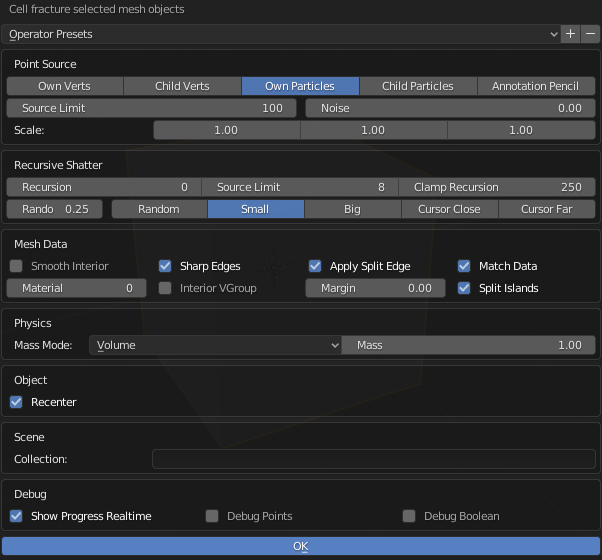 Cell fracture selected mesh objects
Operator Presets + −
Point Source
Own Verts Child Verts Own Particles Child Particles Annotation Pencil
Source Limit 100 Noise 0.00
Scale: 1.00 1.00 1.00
Recursive Shatter
Recursion 0 Source Limit 8 Clamp Recursion 250
Rando 0.25 Random Small Big Cursor Close Cursor Far
Mesh Data
Smooth Interior Sharp Edges Apply Split Edge Match Data
Material 0 Interior VGroup Margin 0.00 Split Islands
Physics
Mass Mode: Volume Mass 1.00
Object
Recenter
Scene
Collection:
Debug
Show Progress Realtime Debug Points Debug Boolean
OK